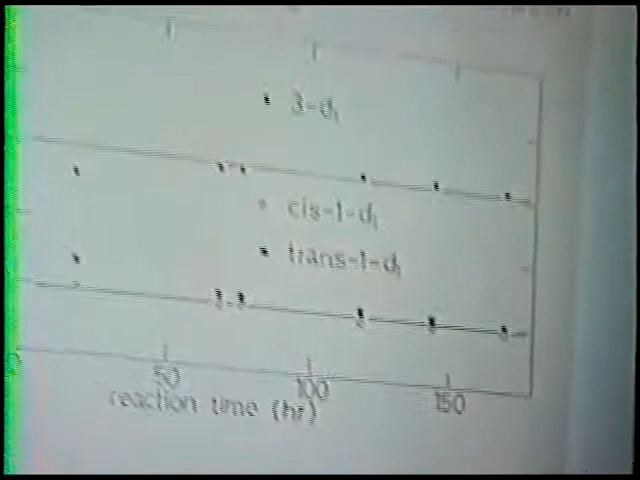 3-d₁
cis-1-d₁
trans-1-d₁
50
100
150
reaction time (hr)